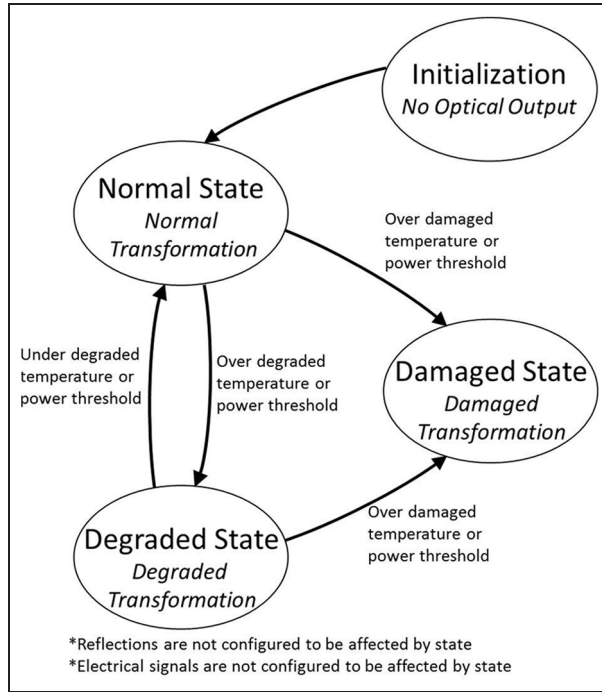 Initialization
No Optical Output
Normal State
Normal
Transformation
Over damaged
temperature or
power threshold
Under degraded
temperature or
power threshold
Over degraded
temperature or
power threshold
Damaged State
Damaged
Transformation
Over damaged
temperature or
power threshold
Degraded State
Degraded
Transformation
*Reflections are not configured to be affected by state
*Electrical signals are not configured to be affected by state